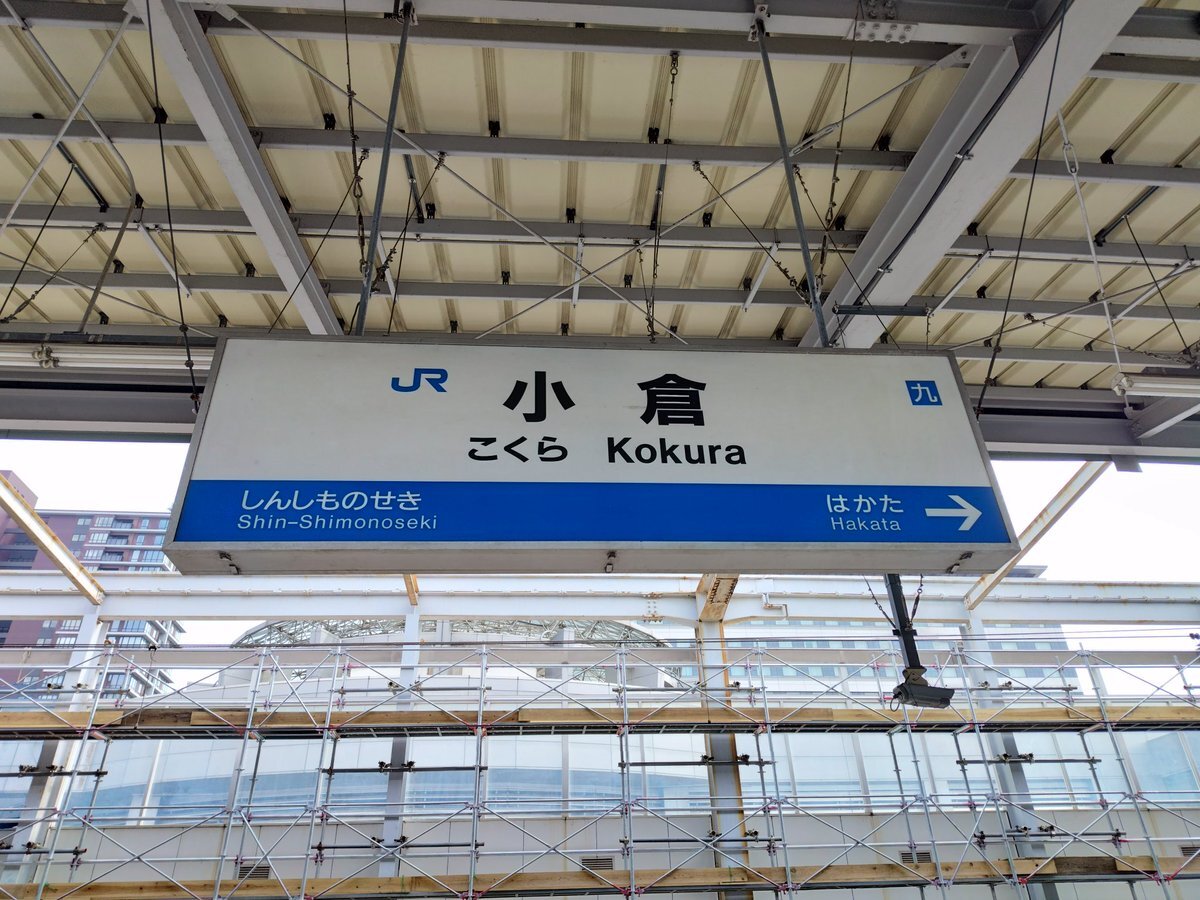 JR 小倉 九
こくら Kokura
しんしものせき はかた →
Shin-Shimonoseki Hakata